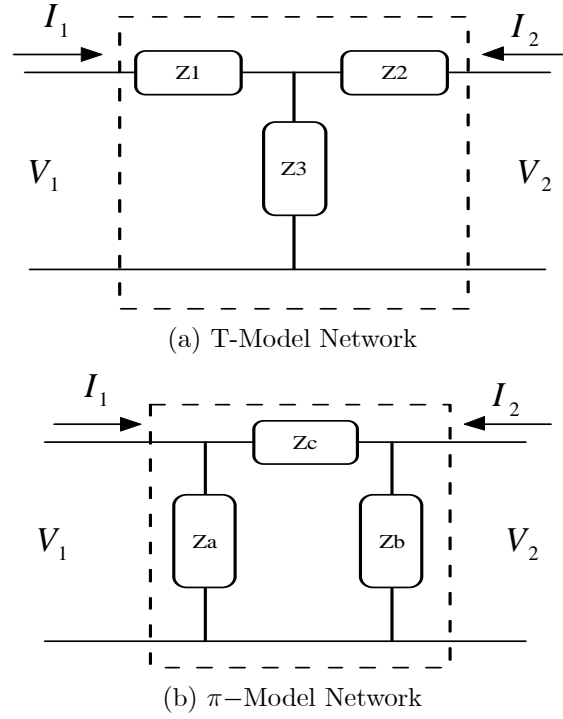 I₁ I₂
Z1 Z2
V₁ Z3 V₂
(a) T-Model Network
I₁ I₂
Zc
V₁ Za Zb V₂
(b) π−Model Network